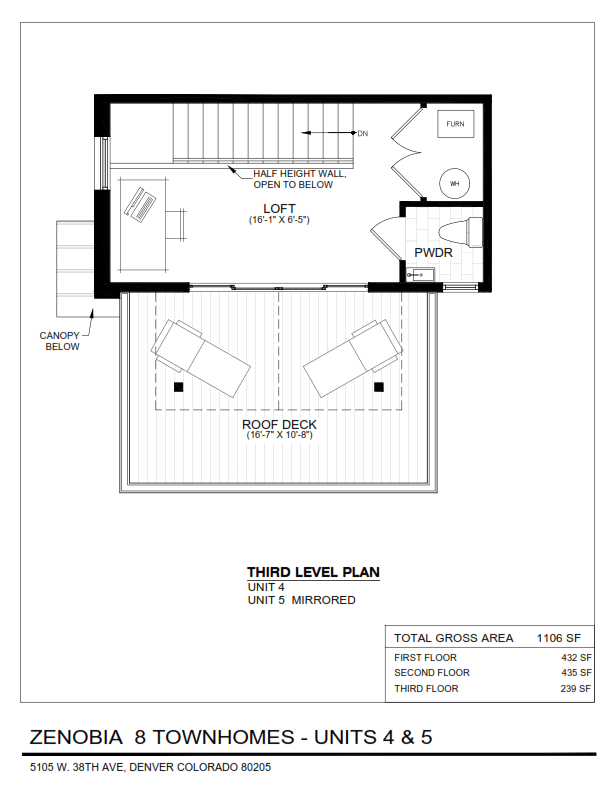 FURN
DN
HALF HEIGHT WALL,
OPEN TO BELOW
WH
LOFT
(16'-1" X 6'-5")
PWDR
CANOPY
BELOW
ROOF DECK
(16'-7" X 10'-8")
THIRD LEVEL PLAN
UNIT 4
UNIT 5 MIRRORED
TOTAL GROSS AREA 1106 SF
FIRST FLOOR 432 SF
SECOND FLOOR 435 SF
THIRD FLOOR 239 SF
ZENOBIA 8 TOWNHOMES - UNITS 4 & 5
5105 W. 38TH AVE, DENVER COLORADO 80205